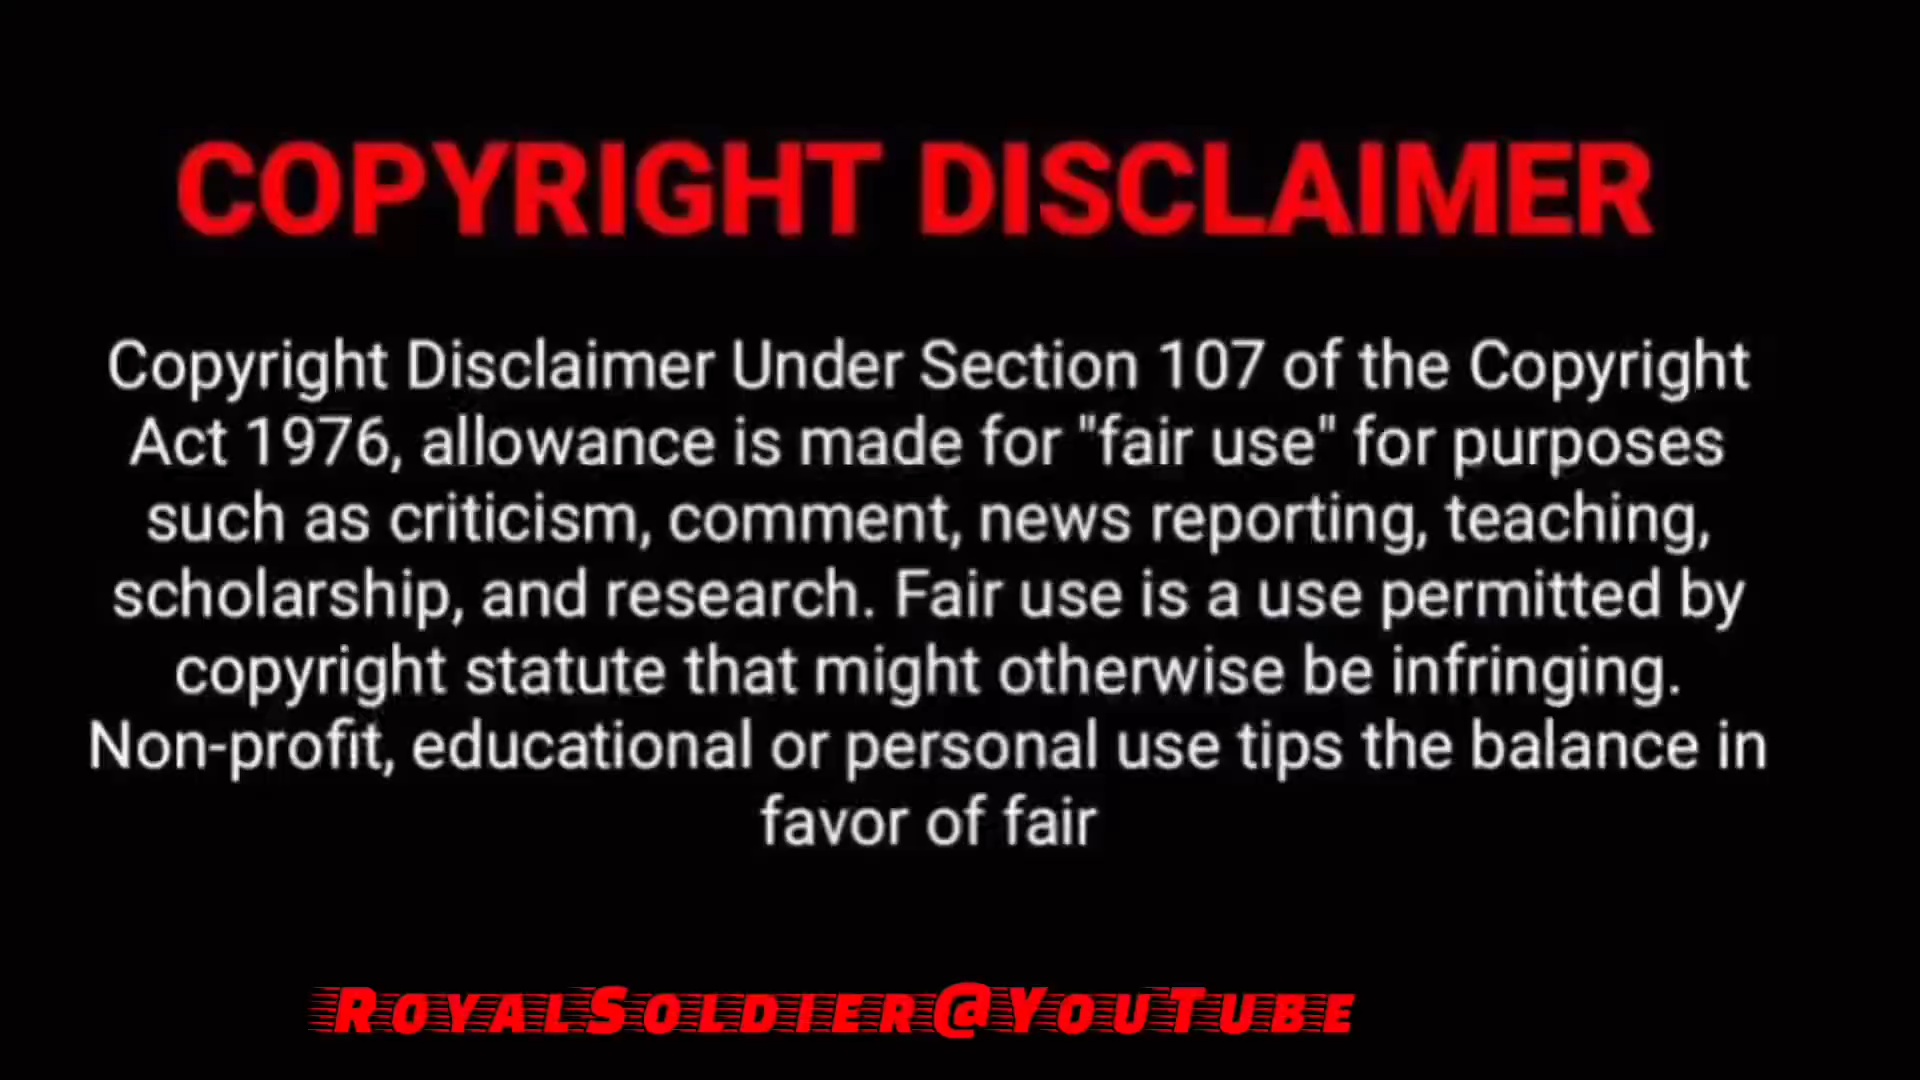 COPYRIGHT DISCLAIMER
Copyright Disclaimer Under Section 107 of the Copyright
Act 1976, allowance is made for "fair use" for purposes
such as criticism, comment, news reporting, teaching,
scholarship, and research. Fair use is a use permitted by
copyright statute that might otherwise be infringing.
Non-profit, educational or personal use tips the balance in
favor of fair
RoyalSoldier@YouTube